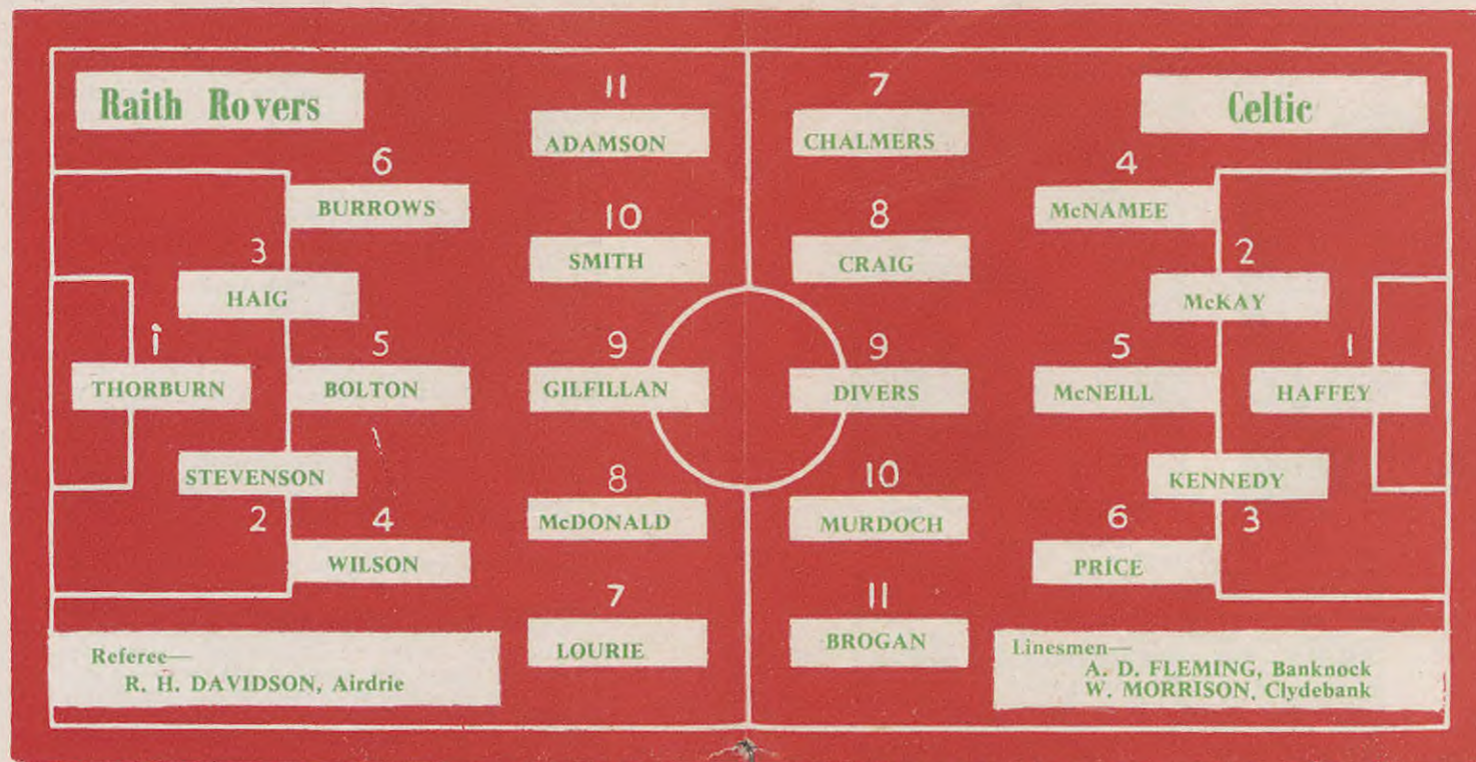 Raith Rovers
Celtic
11
ADAMSON
7
CHALMERS
6
BURROWS
4
McNAMEE
10
SMITH
8
CRAIG
3
HAIG
2
McKAY
1
THORBURN
5
BOLTON
9
GILFILLAN
9
DIVERS
5
McNEILL
1
HAFFEY
STEVENSON
2
KENNEDY
3
4
WILSON
8
McDONALD
10
MURDOCH
6
PRICE
7
LOURIE
11
BROGAN
Referee—
R. H. DAVIDSON, Airdrie
Linesmen—
A. D. FLEMING, Banknock
W. MORRISON, Clydebank